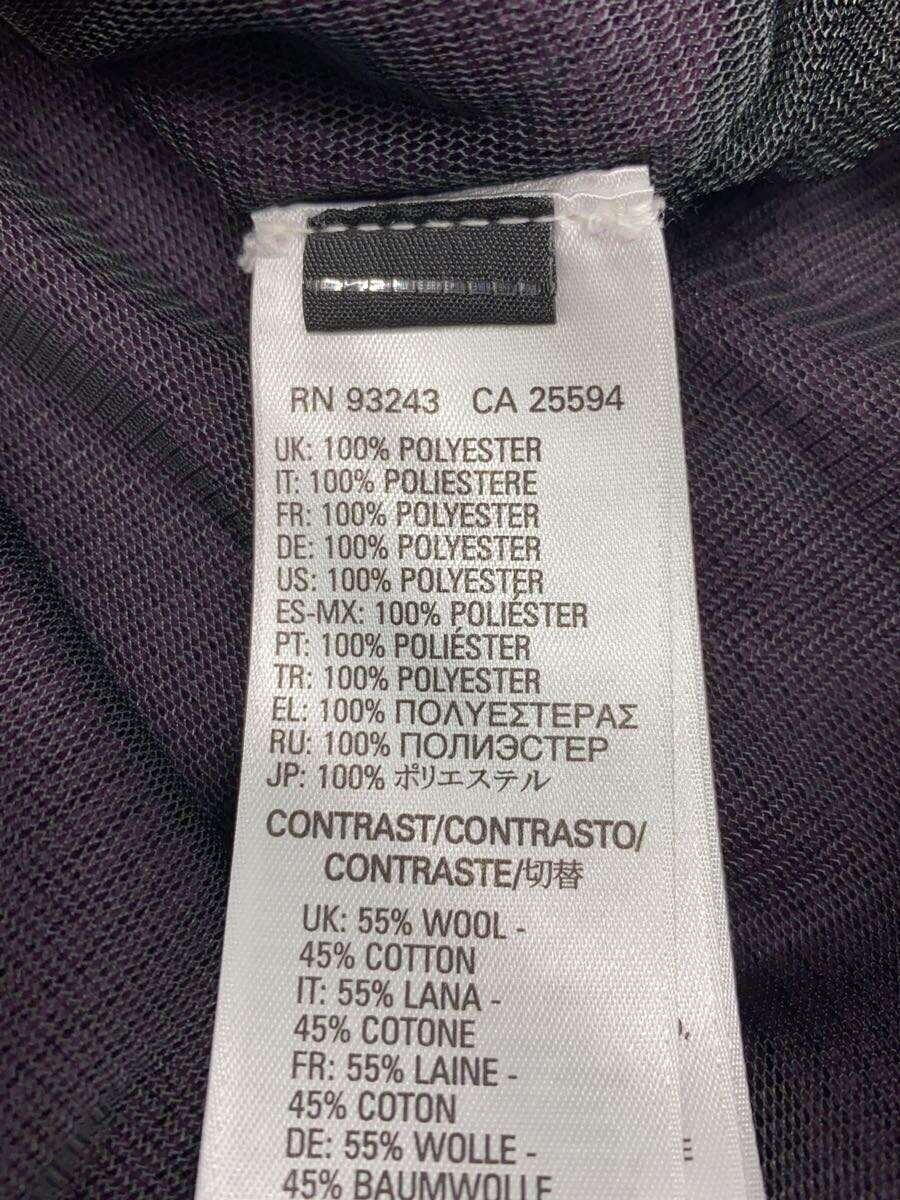 RN 93243 CA 25594
UK: 100% POLYESTER
IT: 100% POLIESTERE
FR: 100% POLYESTER
DE: 100% POLYESTER
US: 100% POLYESTER
ES-MX: 100% POLIÉSTER
PT: 100% POLIÉSTER
TR: 100% POLYESTER
EL: 100% ΠΟΛΥΕΣΤΕΡΑΣ
RU: 100% ПОЛИЭСТЕР
JP: 100% ポリエステル
CONTRAST/CONTRASTO/
CONTRASTE/切替
UK: 55% WOOL -
45% COTTON
IT: 55% LANA -
45% COTONE
FR: 55% LAINE -
45% COTON
DE: 55% WOLLE -
45% BAUMWOLLE